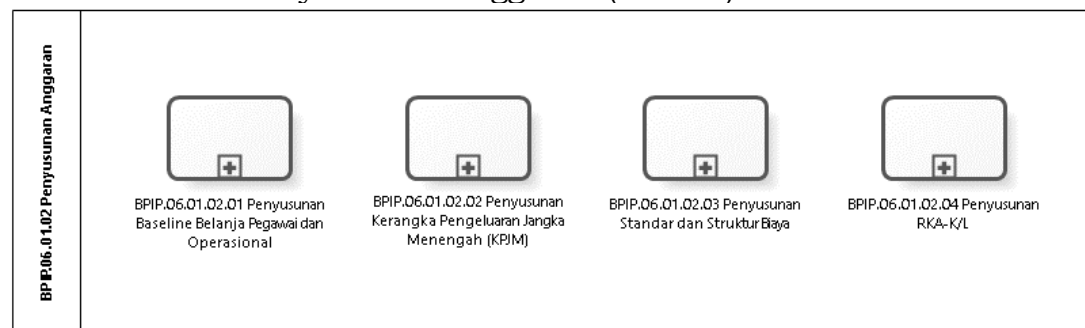 BPIP.06.01.02 Penyusunan Anggaran
BPIP.06.01.02.01 Penyusunan
Baseline Belanja Pegawai dan
Operasional
BPIP.06.01.02.02 Penyusunan
Kerangka Pengeluaran Jangka
Menengah (KPJM)
BPIP.06.01.02.03 Penyusunan
Standar dan Struktur Biaya
BPIP.06.01.02.04 Penyusunan
RKA-K/L